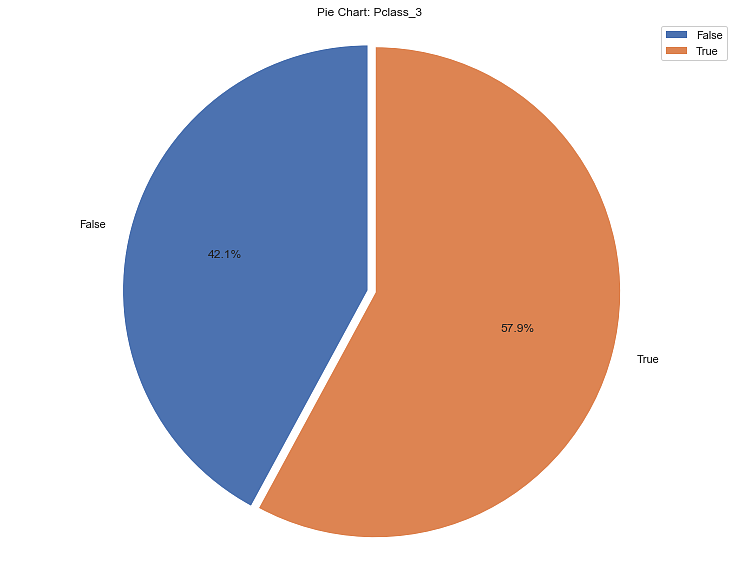 Pie Chart: Pclass_3
False
True
False
42.1%
57.9%
True